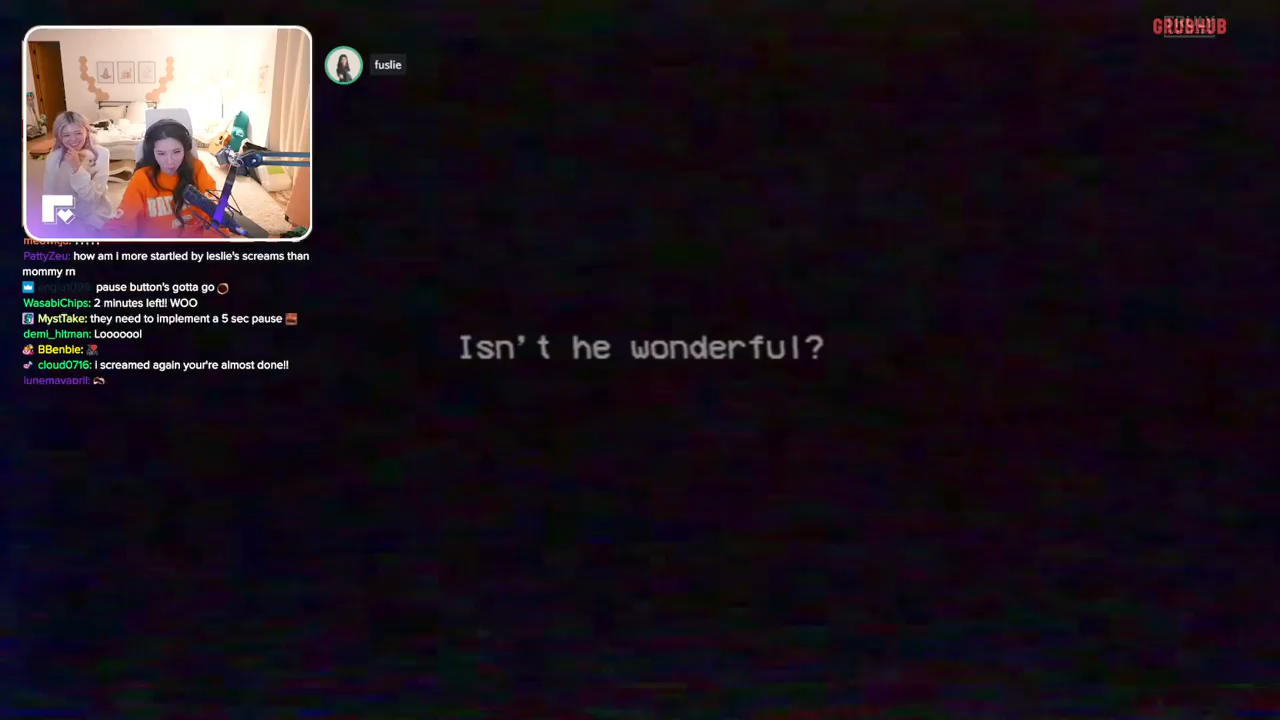 GRUBHUB
fuslie
PattyZeu: how am I more startled by leslie's screams than
mommy rn
pause button's gotta go
WasabiChips: 2 minutes left!! WOO
MystTake: they need to implement a 5 sec pause
demi_hitman: Looooool
BBenbie:
cloud0716: i screamed again your're almost done!!
Isn't he wonderful?